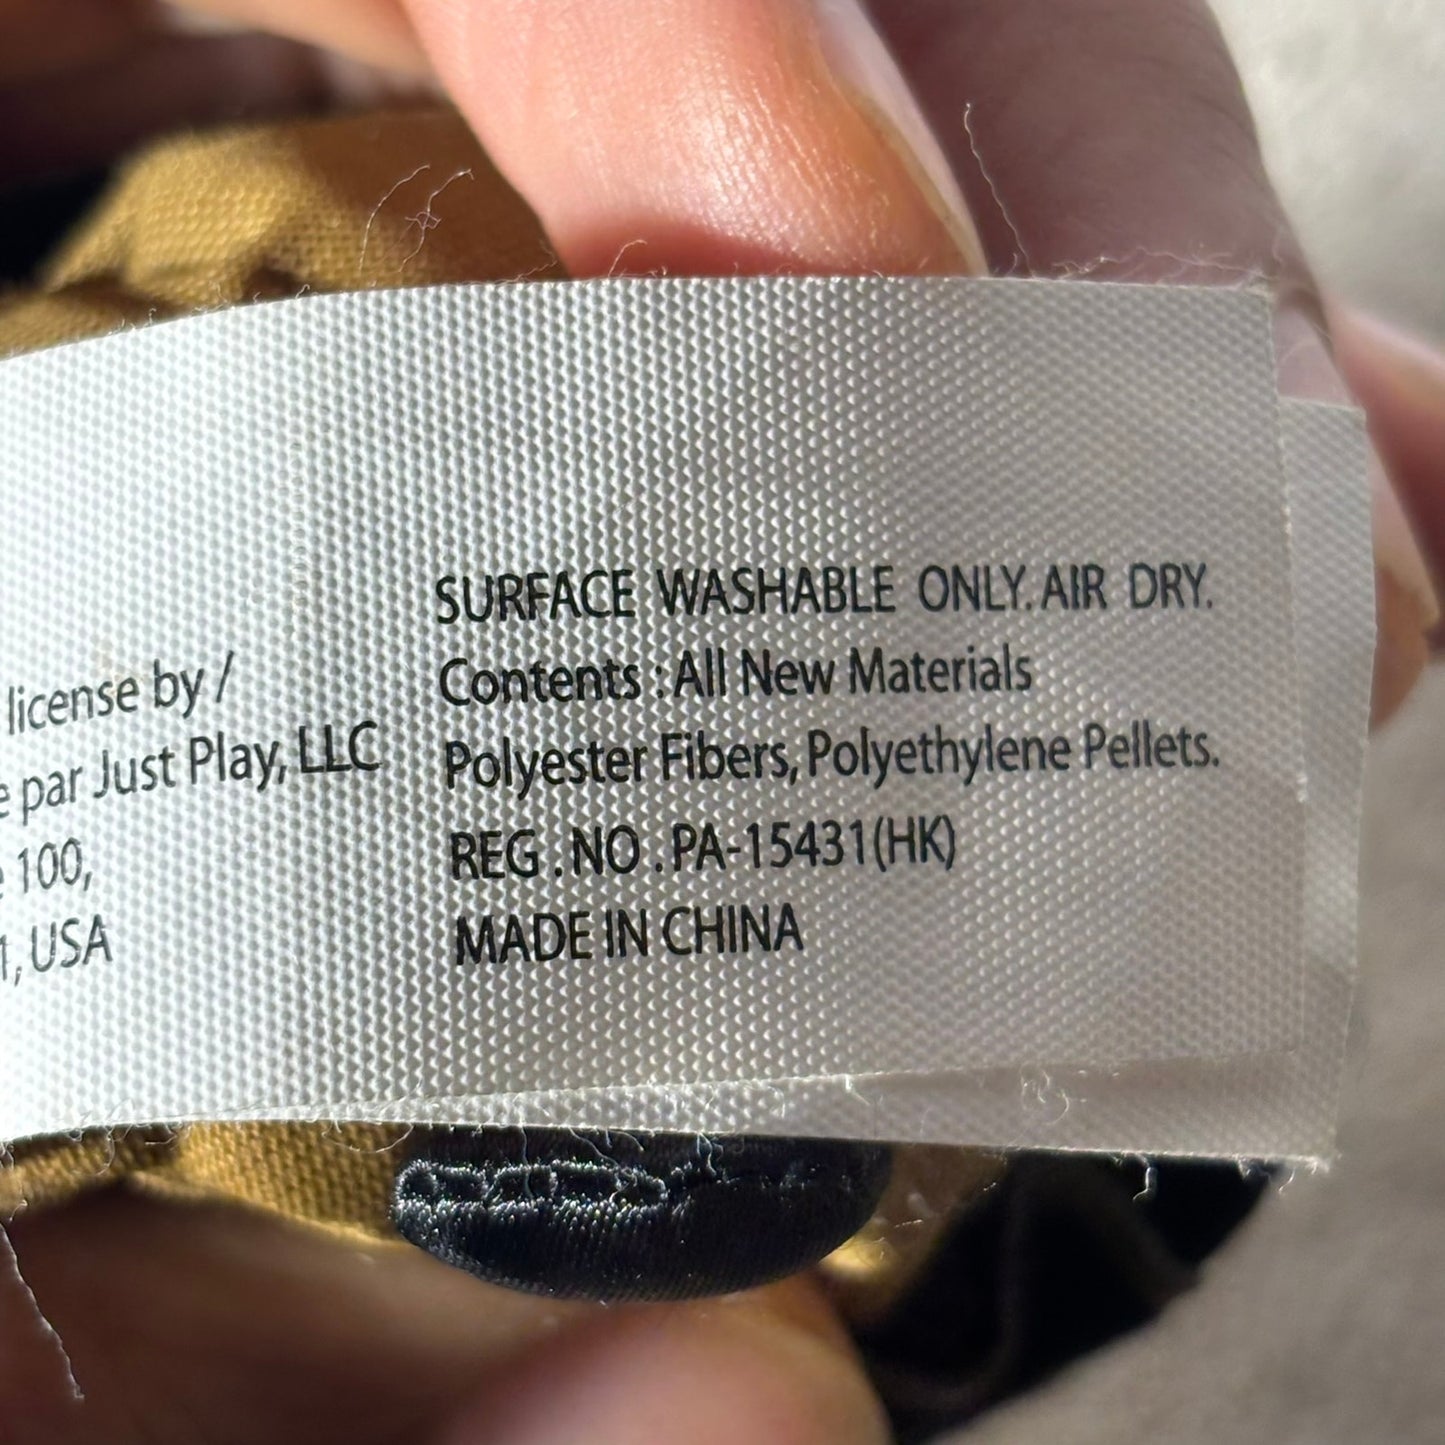 license by /
par Just Play, LLC
100,
1, USA
SURFACE WASHABLE ONLY. AIR DRY.
Contents : All New Materials
Polyester Fibers, Polyethylene Pellets.
REG . NO . PA-15431(HK)
MADE IN CHINA